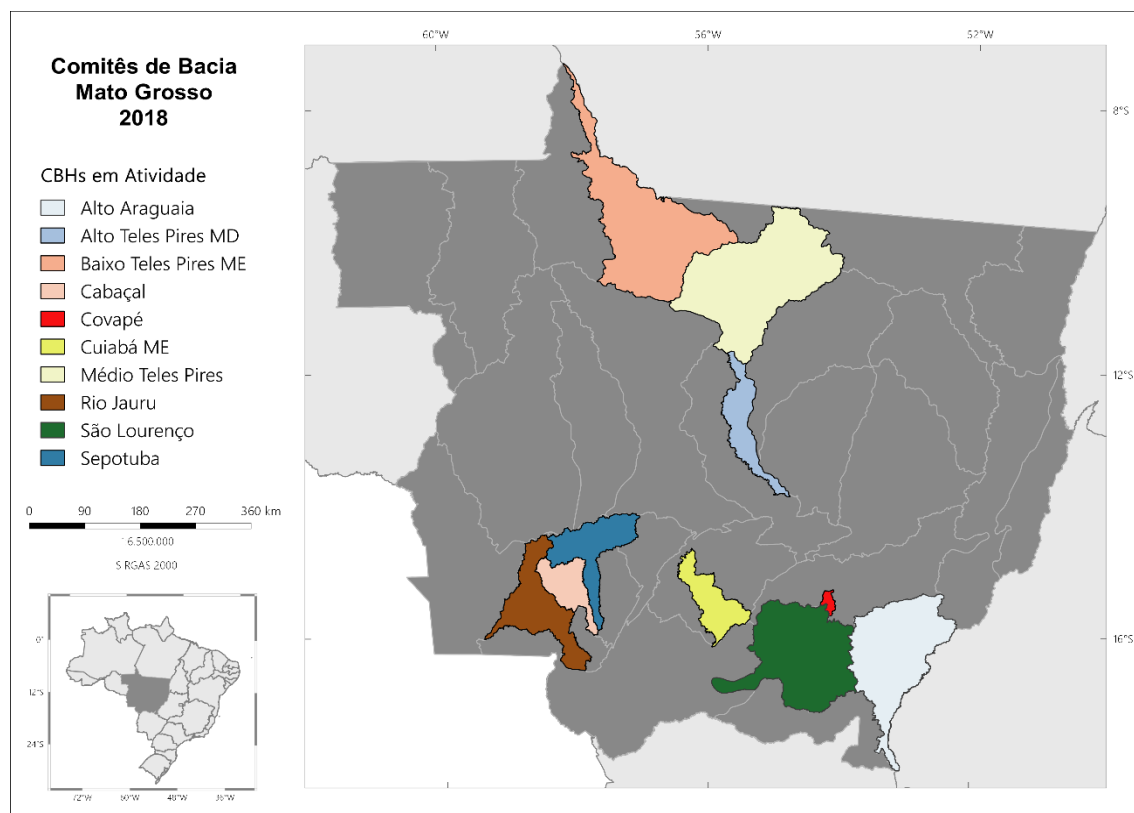 Comitês de Bacia
Mato Grosso
2018
CBHs em Atividade
Alto Araguaia
Alto Teles Pires MD
Baixo Teles Pires ME
Cabaçal
Covapé
Cuiabá ME
Médio Teles Pires
Rio Jauru
São Lourenço
Sepotuba
0 90 180 270 360 km
6.500.000
SIRGAS 2000
0°
12°S
24°S
72°W 60°W 48°W 36°W
60°W 56°W 52°W
8°S
12°S
16°S